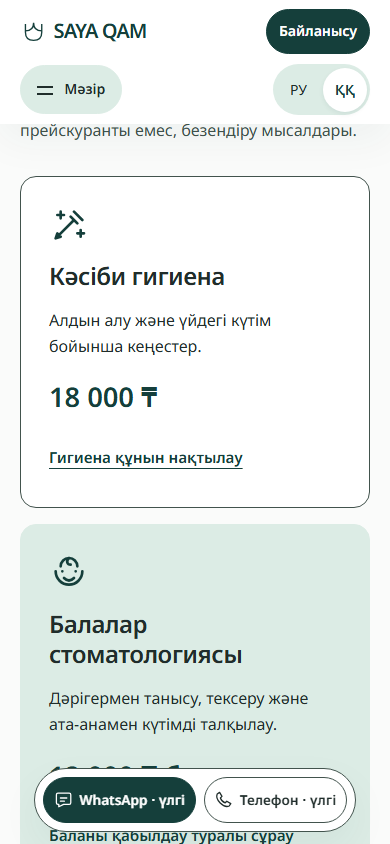 SAYA QAM
Байланысу
Мәзір
РУ
ҚҚ
прейскуранты емес, безендіру мысалдары.
Кәсіби гигиена
Алдын алу және үйдегі күтім
бойынша кеңестер.
18 000 ₸
Гигиена құнын нақтылау
Балалар
стоматологиясы
Дәрігермен танысу, тексеру және
ата-анамен күтімді талқылау.
WhatsApp · үлгі
Телефон · үлгі
Баланы қабылдау туралы сұрау